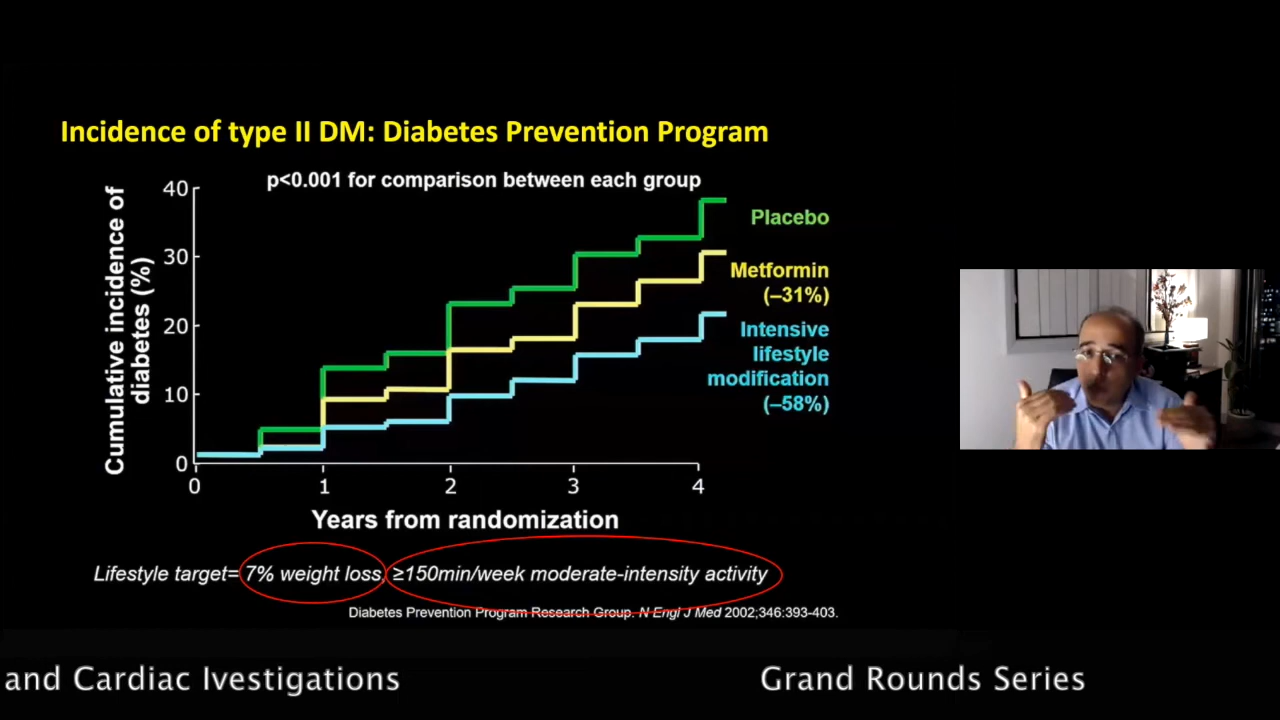 Incidence of type II DM: Diabetes Prevention Program
p<0.001 for comparison between each group
Cumulative incidence of
diabetes (%)
40
30
20
10
0
0 1 2 3 4
Years from randomization
Placebo
Metformin
(–31%)
Intensive
lifestyle
modification
(–58%)
Lifestyle target= 7% weight loss, ≥150min/week moderate-intensity activity
Diabetes Prevention Program Research Group. N Engl J Med 2002;346:393-403.
and Cardiac Ivestigations
Grand Rounds Series